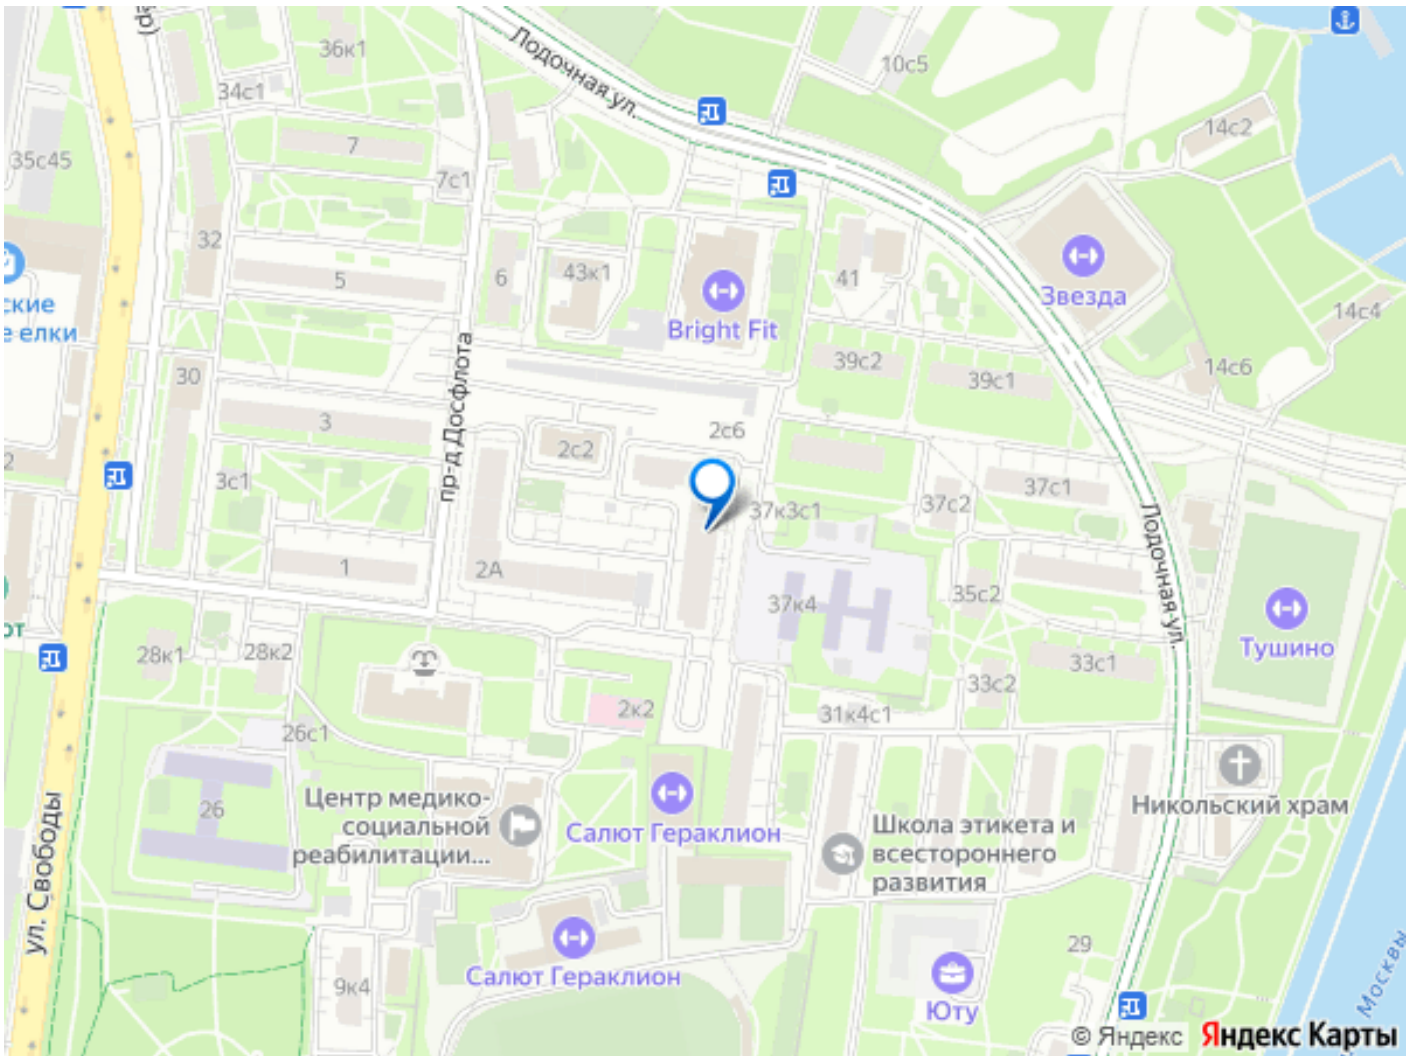 36к1
Лодочная ул.
10с5
34с1
14с2
35с45
7
7с1
32
5
6
43к1
41
Звезда
ские
е елки
Bright Fit
14с4
39с2
39с1
14с6
30
пр-д Досфлота
3
2с2
2с6
2
3с1
37с1
37с2
37к3с1
Лодочная ул.
1
2А
37к4
35с2
от
28к1
28к2
Тушино
33с1
33с2
2к2
31к4с1
26с1
26
Центр медико-
социальной
реабилитации...
Салют Гераклион
Школа этикета и
всестороннего
развития
Никольский храм
ул. Свободы
Салют Гераклион
9к4
29
Юту
Москвы
© Яндекс Яндекс Карты